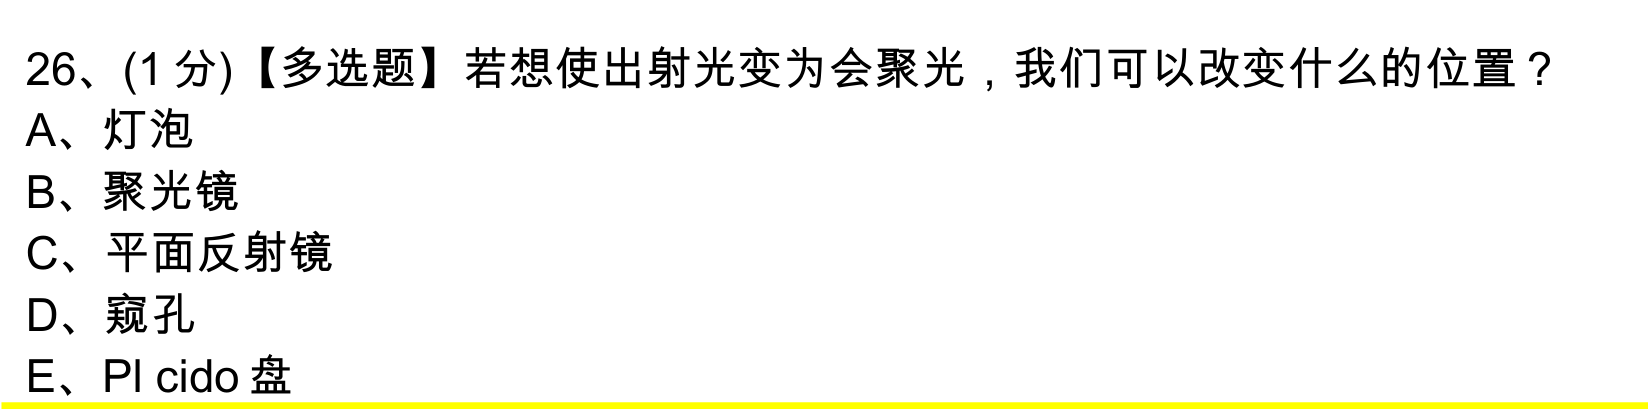 26、(1 分)【多选题】若想使出射光变为会聚光，我们可以改变什么的位置？
A、灯泡
B、聚光镜
C、平面反射镜
D、窥孔
E、Pl cido 盘